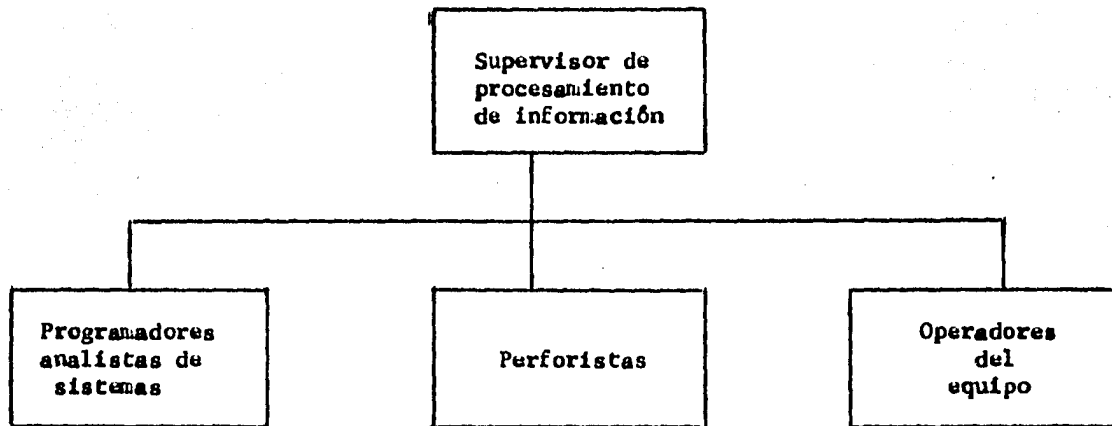 Supervisor de
procesamiento
de información
Programadores
analistas de
sistemas
Perforistas
Operadores
del
equipo